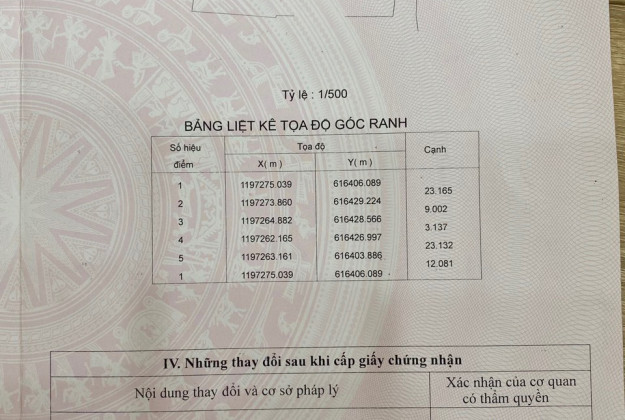 Tỷ lệ : 1/500
BẢNG LIỆT KÊ TỌA ĐỘ GÓC RANH
Số hiệu điểm Tọa độ Cạnh
X( m ) Y( m )
1 1197275.039 616406.089
23.165
2 1197273.860 616429.224
9.002
3 1197264.882 616428.566
3.137
4 1197262.165 616426.997
23.132
5 1197263.161 616403.886
12.081
1 1197275.039 616406.089
IV. Những thay đổi sau khi cấp giấy chứng nhận
Nội dung thay đổi và cơ sở pháp lý
Xác nhận của cơ quan
có thẩm quyền